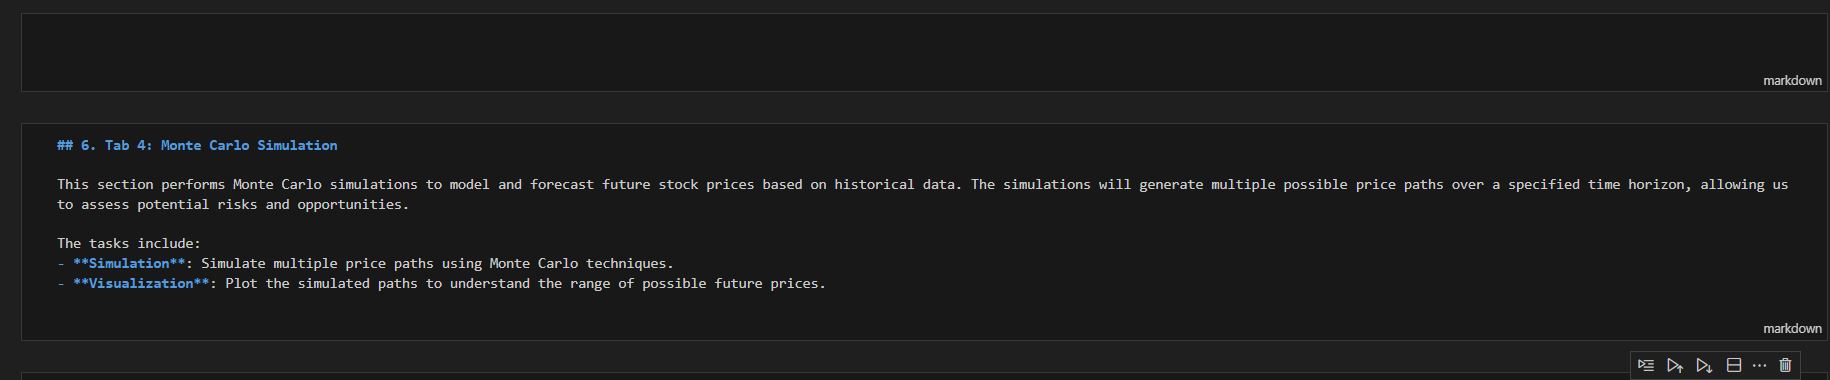 markdown
## 6. Tab 4: Monte Carlo Simulation
This section performs Monte Carlo simulations to model and forecast future stock prices based on historical data. The simulations will generate multiple possible price paths over a specified time horizon, allowing us
to assess potential risks and opportunities.
The tasks include:
- **Simulation**: Simulate multiple price paths using Monte Carlo techniques.
- **Visualization**: Plot the simulated paths to understand the range of possible future prices.
markdown